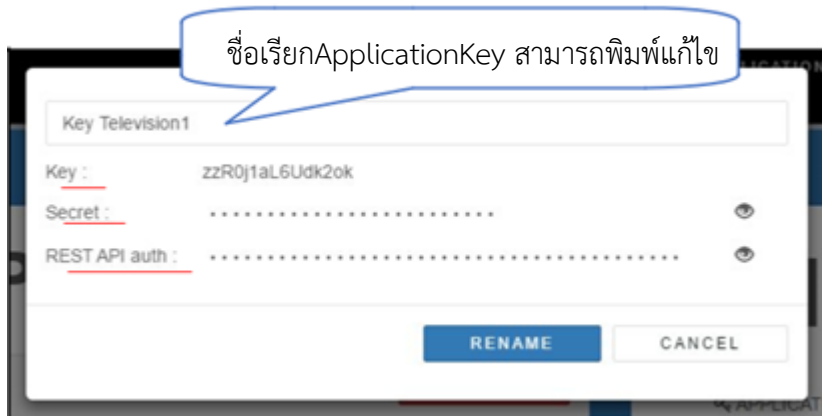 ชื่อเรียกApplicationKey สามารถพิมพ์แก้ไข
Key Television1
Key : zzR0j1aL6Udk2ok
Secret :
REST API auth :
RENAME CANCEL